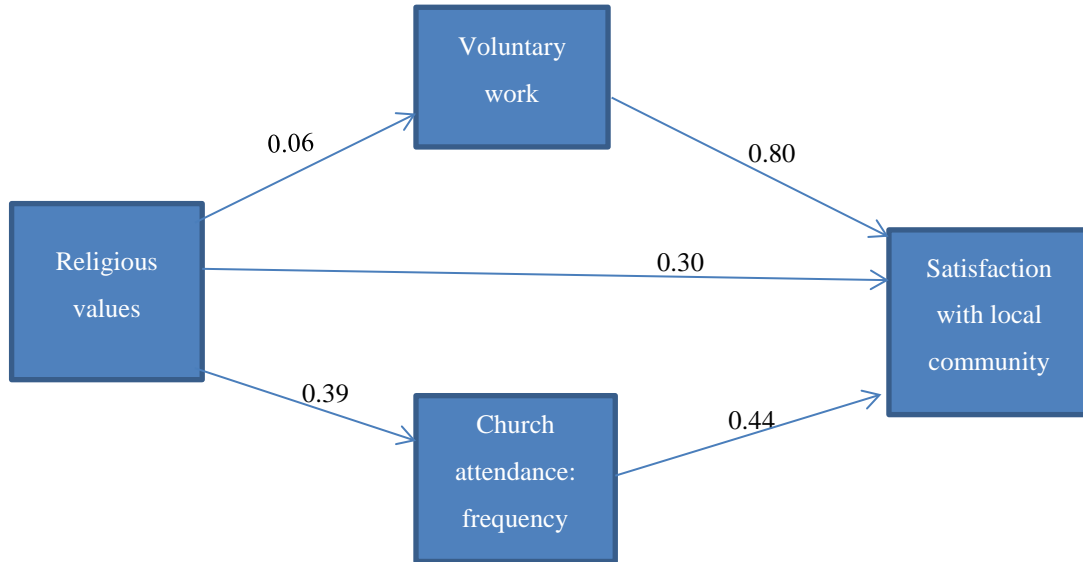 Voluntary
work
0.06
0.80
Religious
values
0.30
Satisfaction
with local
community
0.39
Church
attendance:
frequency
0.44